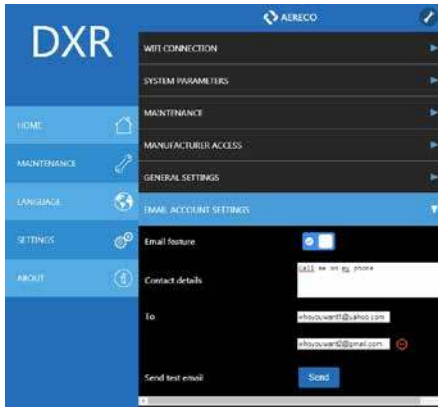 DXR
HOME
MAINTENANCE
LANGUAGE
SETTINGS
ABOUT
AERECO
WIFI CONNECTION
SYSTEM PARAMETERS
MAINTENANCE
MANUFACTURER ACCESS
GENERAL SETTINGS
EMAIL ACCOUNT SETTINGS
Email feature
Contact details
Call me on my phone
To
whoyouwant1@yahoo.com
whoyouwant2@gmail.com
Send test email
Send